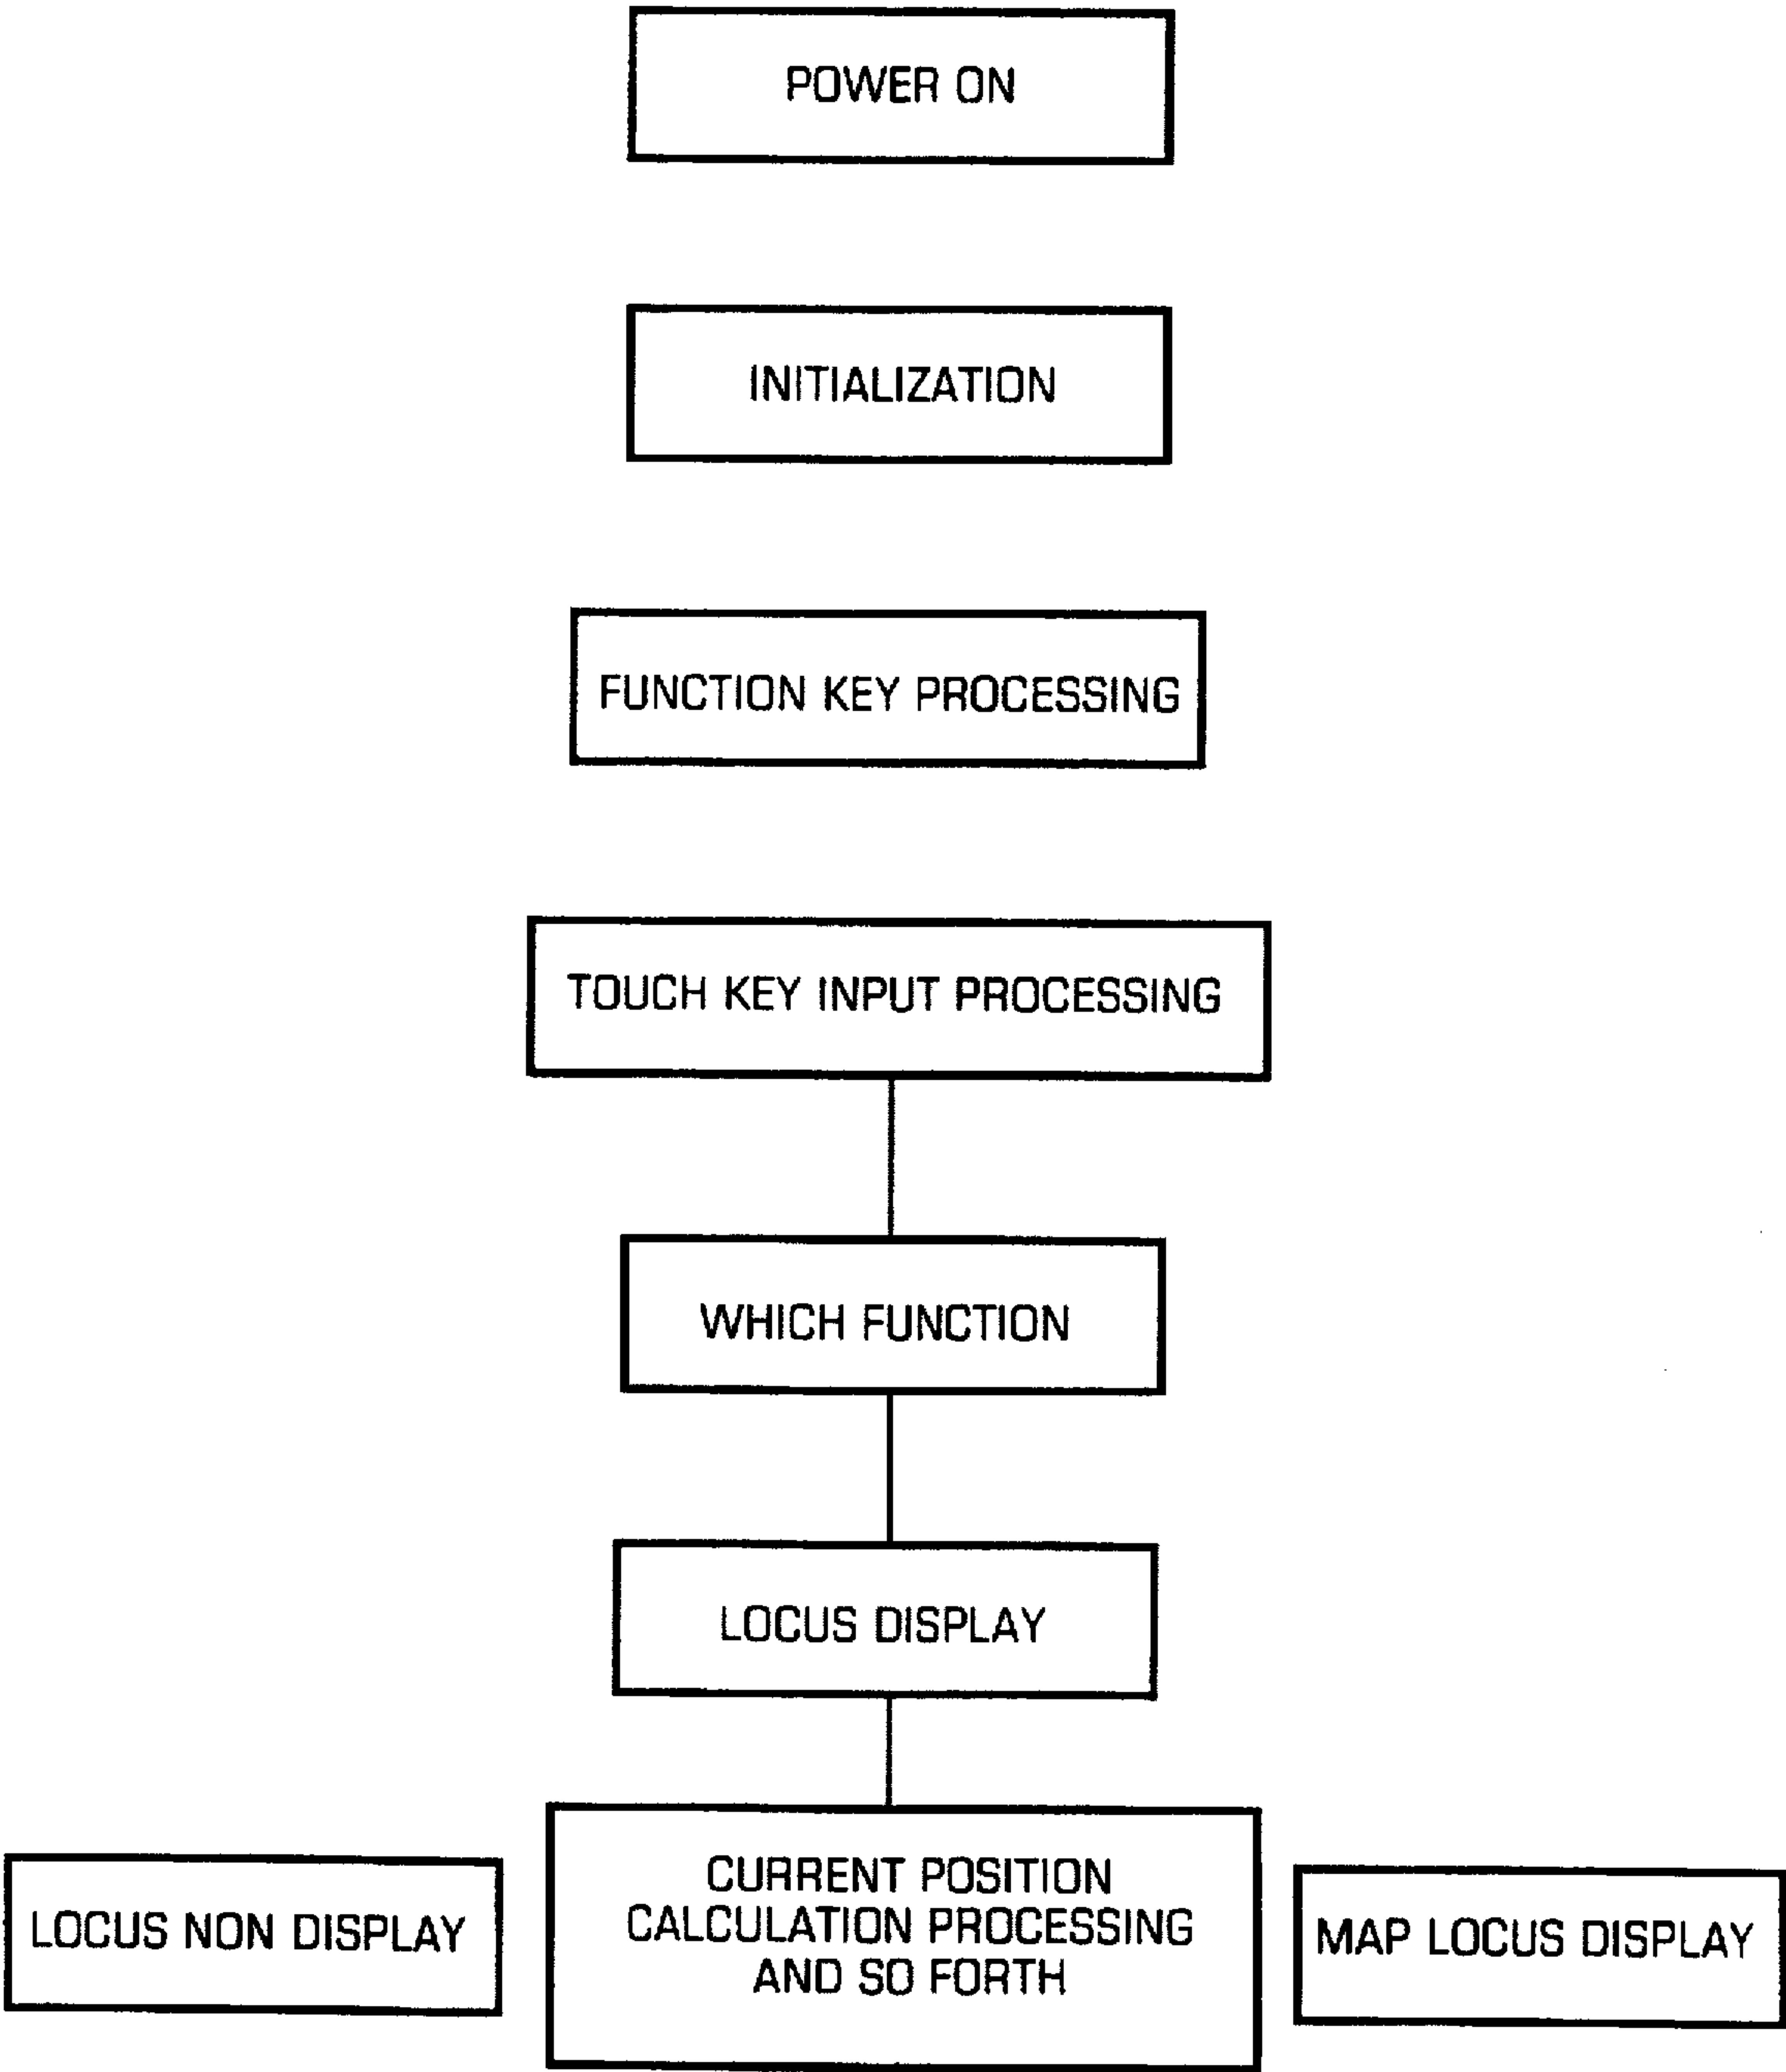 POWER ON
INITIALIZATION
FUNCTION KEY PROCESSING
TOUCH KEY INPUT PROCESSING
WHICH FUNCTION
LOCUS DISPLAY
LOCUS NON DISPLAY
CURRENT POSITION
CALCULATION PROCESSING
AND SO FORTH
MAP LOCUS DISPLAY